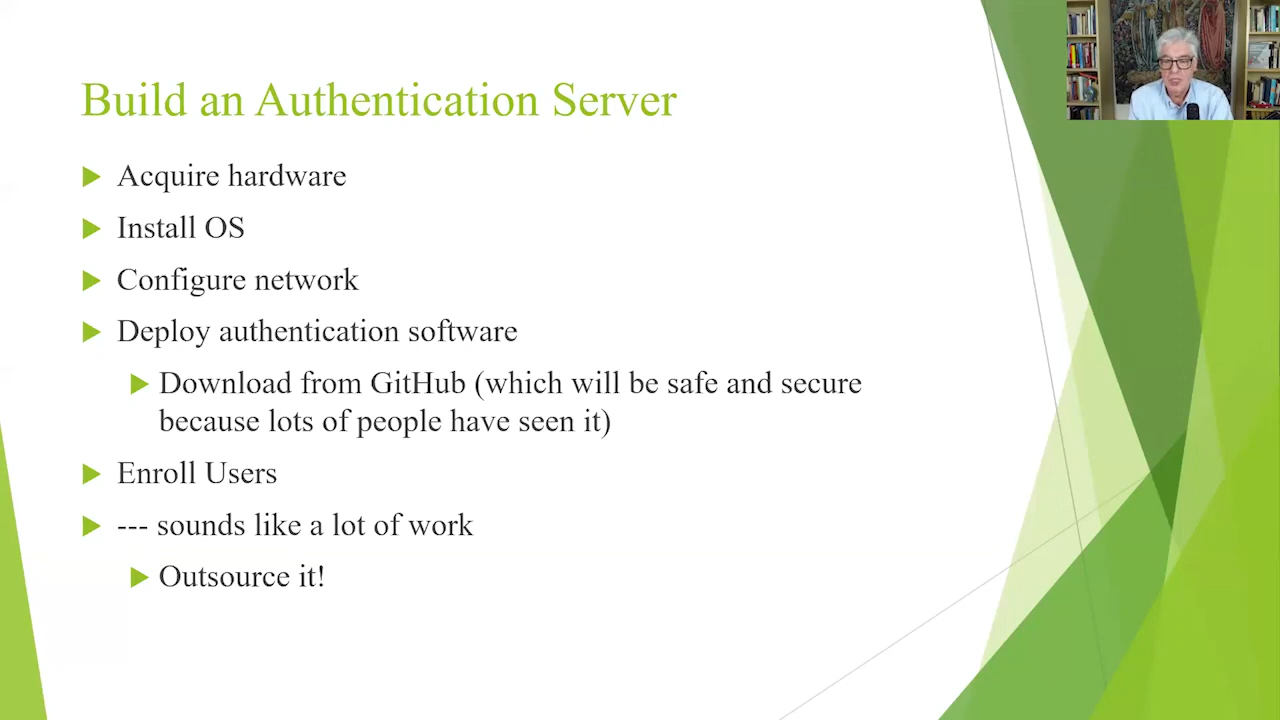 Build an Authentication Server
Acquire hardware
Install OS
Configure network
Deploy authentication software
Download from GitHub (which will be safe and secure
because lots of people have seen it)
Enroll Users
--- sounds like a lot of work
Outsource it!